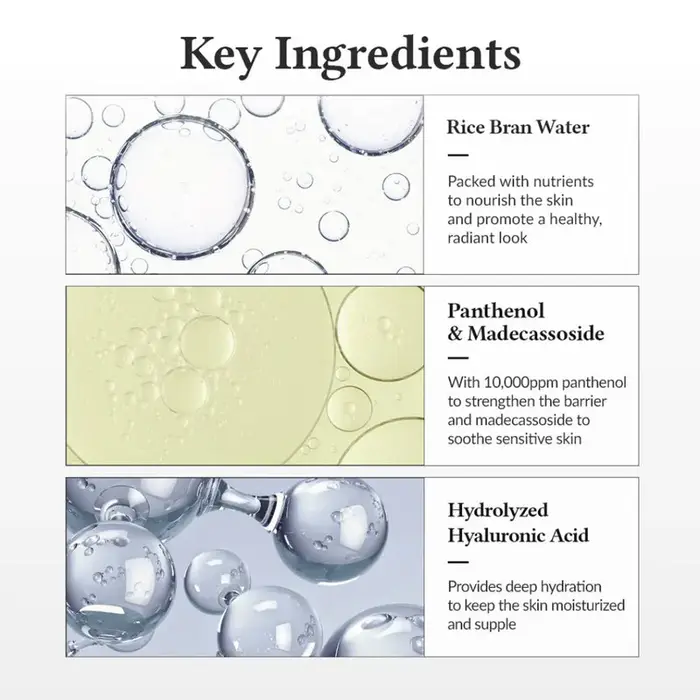 Key Ingredients
Rice Bran Water
Packed with nutrients
to nourish the skin
and promote a healthy,
radiant look
Panthenol
& Madecassoside
With 10,000ppm panthenol
to strengthen the barrier
and madecassoside to
soothe sensitive skin
Hydrolyzed
Hyaluronic Acid
Provides deep hydration
to keep the skin moisturized
and supple